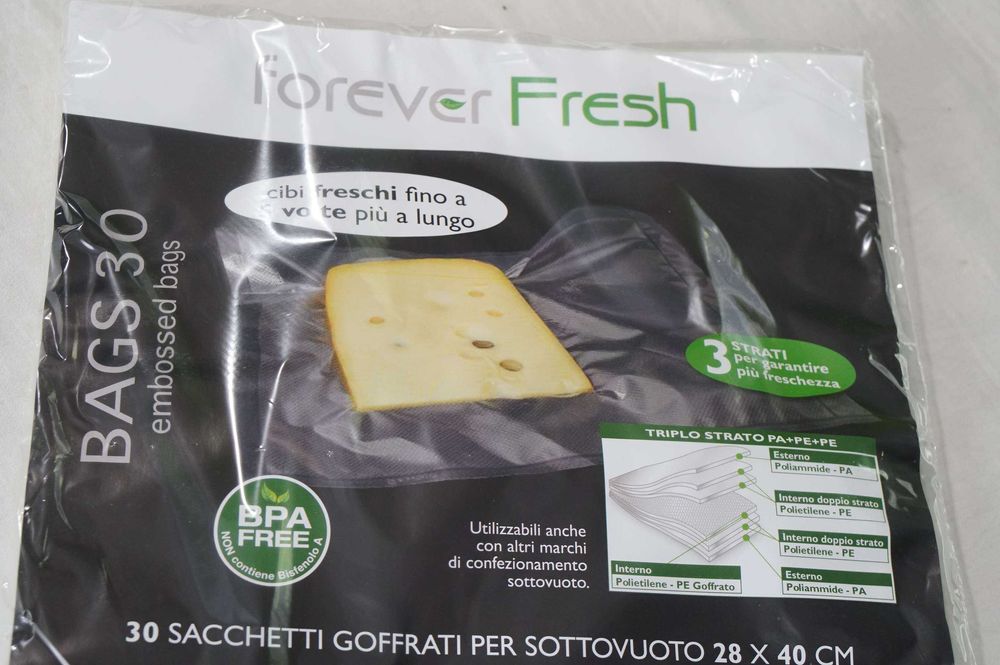 Forever Fresh
cibi freschi fino a
volte più a lungo
BAGS 30
embossed bags
3 STRATI
per garantire
più freschezza
TRIPLO STRATO PA+PE+PE
Esterno
Poliammide - PA
Interno doppio strato
Polietilene - PE
Interno doppio strato
Polietilene - PE
Esterno
Poliammide - PA
Interno
Polietilene - PE Goffrato
BPA
FREE
NON contiene Bisfenolo A
Utilizzabili anche
con altri marchi
di confezionamento
sottovuoto.
30 SACCHETTI GOFFRATI PER SOTTOVUOTO 28 X 40 CM